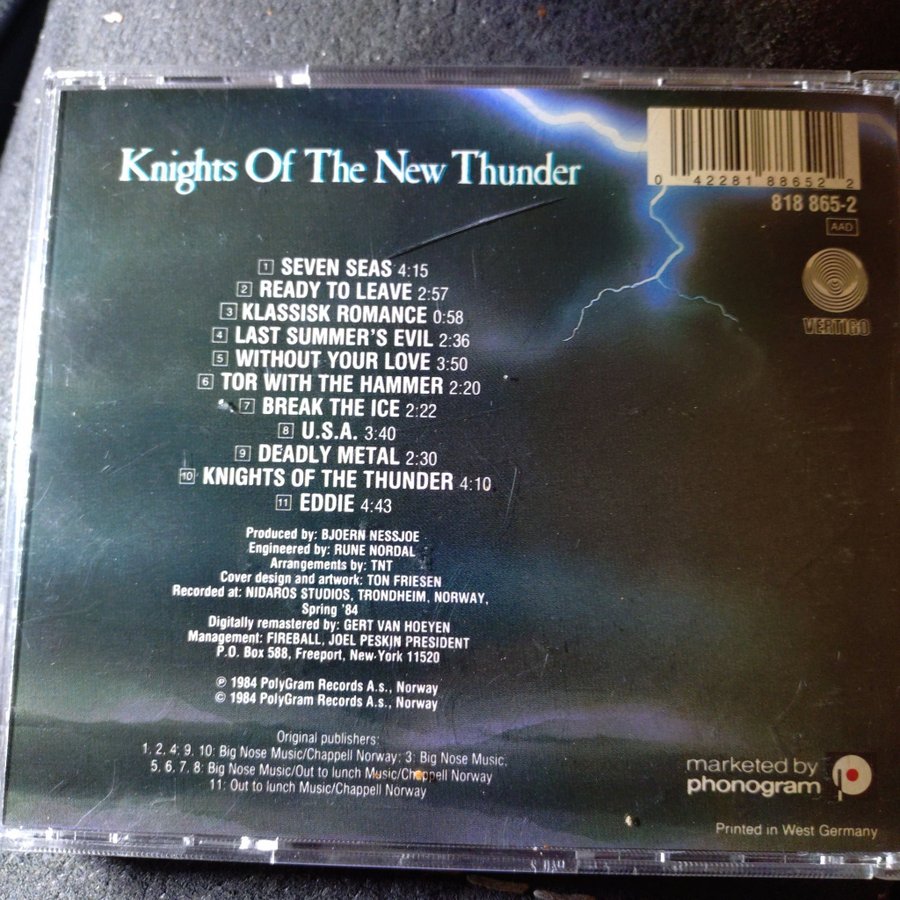 Knights Of The New Thunder
0 42281 88652 2
818 865-2
AAD
VERTIGO
1 SEVEN SEAS 4:15
2 READY TO LEAVE 2:57
3 KLASSISK ROMANCE 0:58
4 LAST SUMMER'S EVIL 2:36
5 WITHOUT YOUR LOVE 3:50
6 TOR WITH THE HAMMER 2:20
7 BREAK THE ICE 2:22
8 U.S.A. 3:40
9 DEADLY METAL 2:30
10 KNIGHTS OF THE THUNDER 4:10
11 EDDIE 4:43
Produced by: BJOERN NESSJOE
Engineered by: RUNE NORDAL
Arrangements by: TNT
Cover design and artwork: TON FRIESEN
Recorded at: NIDAROS STUDIOS, TRONDHEIM, NORWAY,
Spring '84
Digitally remastered by: GERT VAN HOEYEN
Management: FIREBALL, JOEL PESKIN PRESIDENT
P.O. Box 588, Freeport, New-York 11520
℗ 1984 PolyGram Records A.s., Norway
© 1984 PolyGram Records A.s., Norway
Original publishers:
1, 2, 4; 9, 10: Big Nose Music/Chappell Norway; 3: Big Nose Music.
5, 6, 7, 8: Big Nose Music/Out to lunch Music/Chappell Norway
11: Out to lunch Music/Chappell Norway
marketed by
phonogram
Printed in West Germany